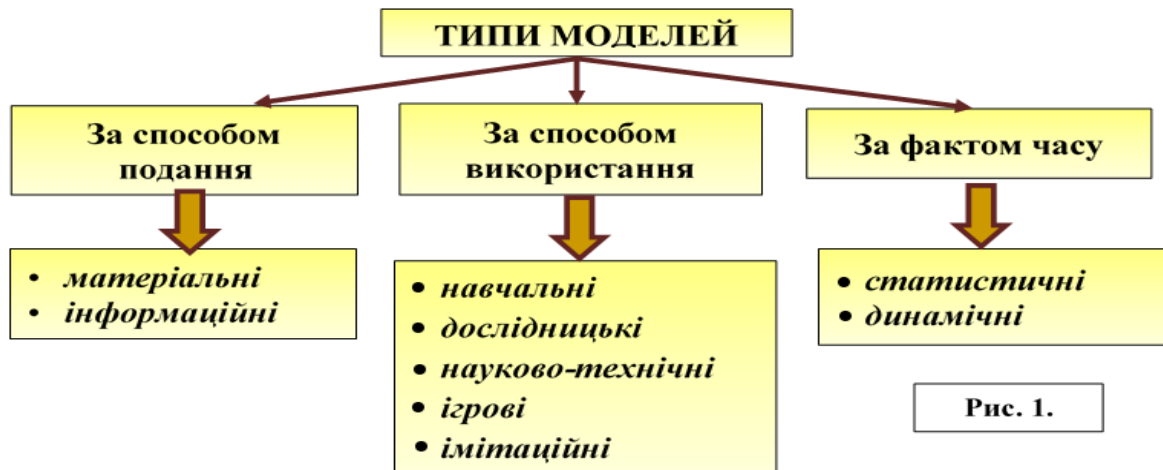 ТИПИ МОДЕЛЕЙ
За способом
подання
За способом
використання
За фактом часу
• матеріальні
• інформаційні
• навчальні
• дослідницькі
• науково-технічні
• ігрові
• імітаційні
• статистичні
• динамічні
Рис. 1.